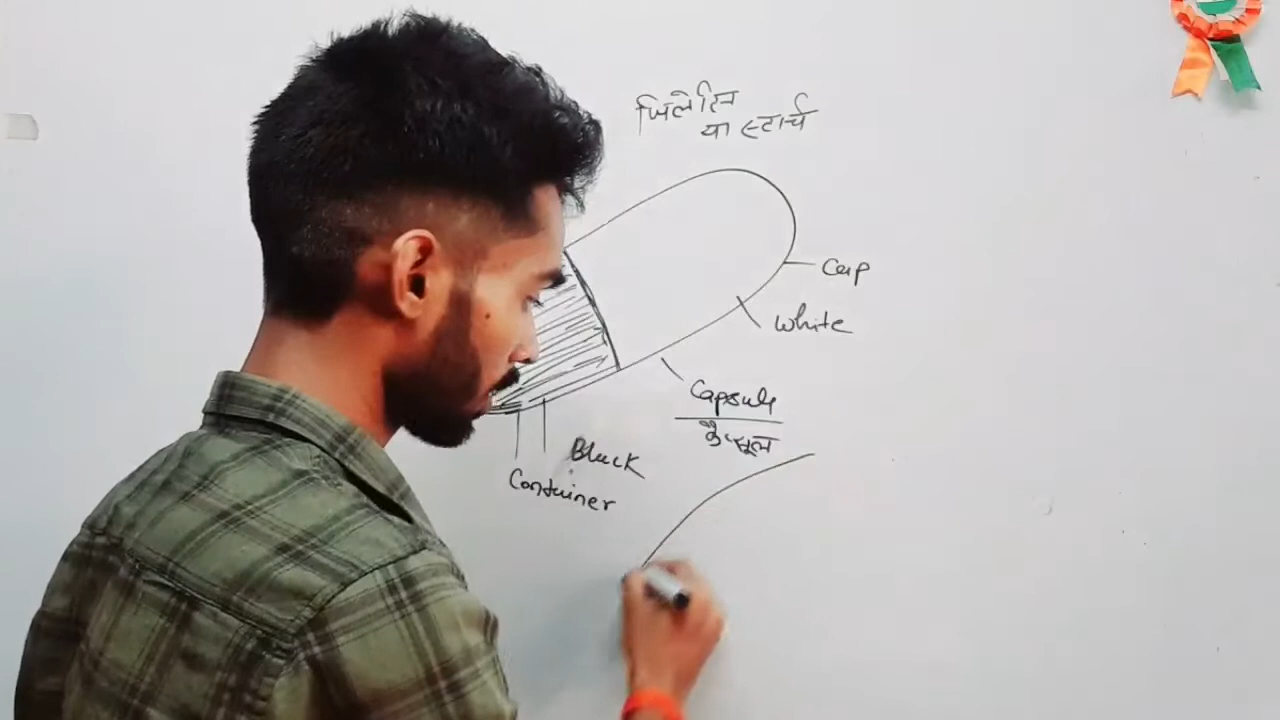 जिलेटिन
या स्टार्च
Cap
White
Capsule
कैप्सूल
Black
Container